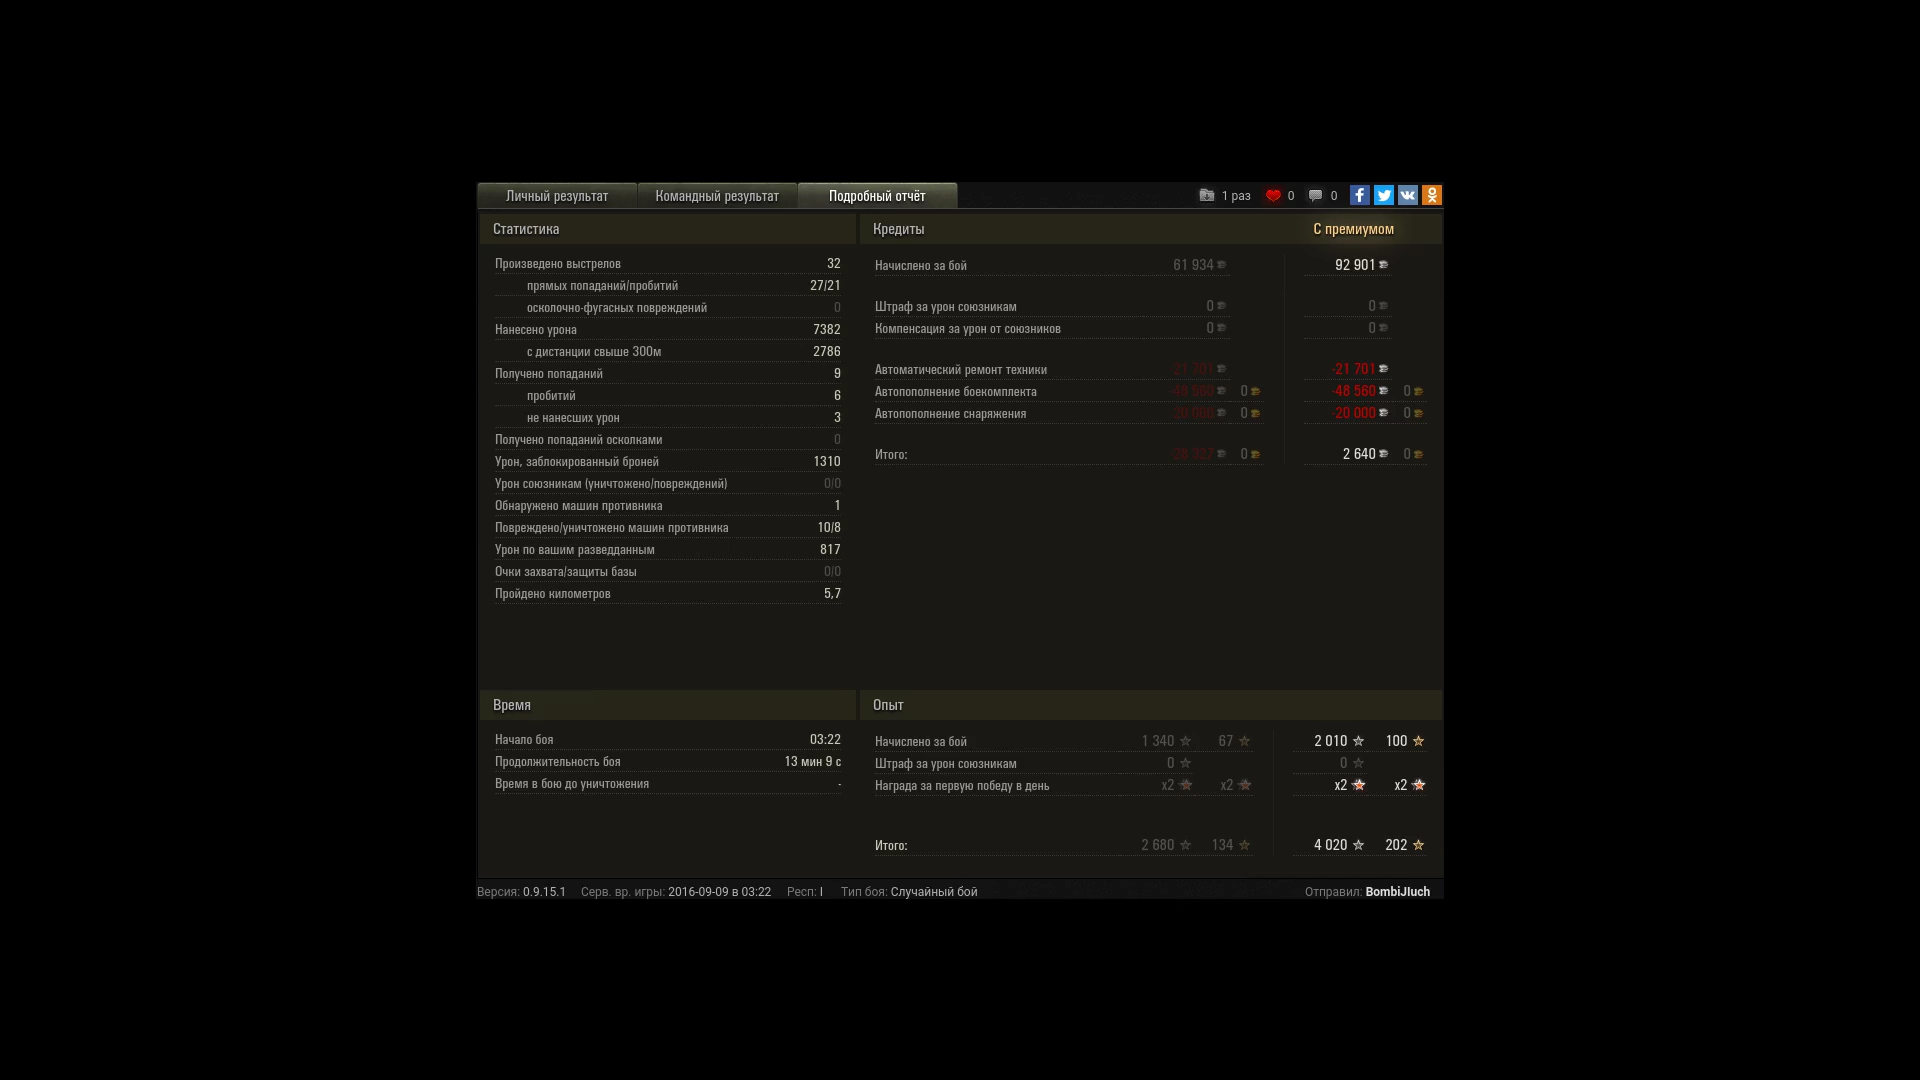 Личный результат Командный результат Подробный отчёт 1 раз 0 0
Статистика
Произведено выстрелов 32
прямых попаданий/пробитий 27/21
осколочно-фугасных повреждений 0
Нанесено урона 7382
с дистанции свыше 300м 2786
Получено попаданий 9
пробитий 6
не нанесших урон 3
Получено попаданий осколками 0
Урон, заблокированный броней 1310
Урон союзникам (уничтожено/повреждений) 0/0
Обнаружено машин противника 1
Повреждено/уничтожено машин противника 10/8
Урон по вашим разведданным 817
Очки захвата/защиты базы 0/0
Пройдено километров 5,7
Кредиты С премиумом
Начислено за бой 61 934 92 901
Штраф за урон союзникам 0 0
Компенсация за урон от союзников 0 0
Автоматический ремонт техники -21 701 -21 701
Автопополнение боекомплекта -48 560 0 -48 560 0
Автопополнение снаряжения -20 000 0 -20 000 0
Итого: 0 2 640 0
Время
Начало боя 03:22
Продолжительность боя 13 мин 9 с
Время в бою до уничтожения -
Опыт
Начислено за бой 1 340 67 2 010 100
Штраф за урон союзникам 0 0
Награда за первую победу в день x2 x2 x2 x2
Итого: 2 680 134 4 020 202
Версия: 0.9.15.1 Серв. вр. игры: 2016-09-09 в 03:22 Респ: I Тип боя: Случайный бой Отправил: BombiJIuch